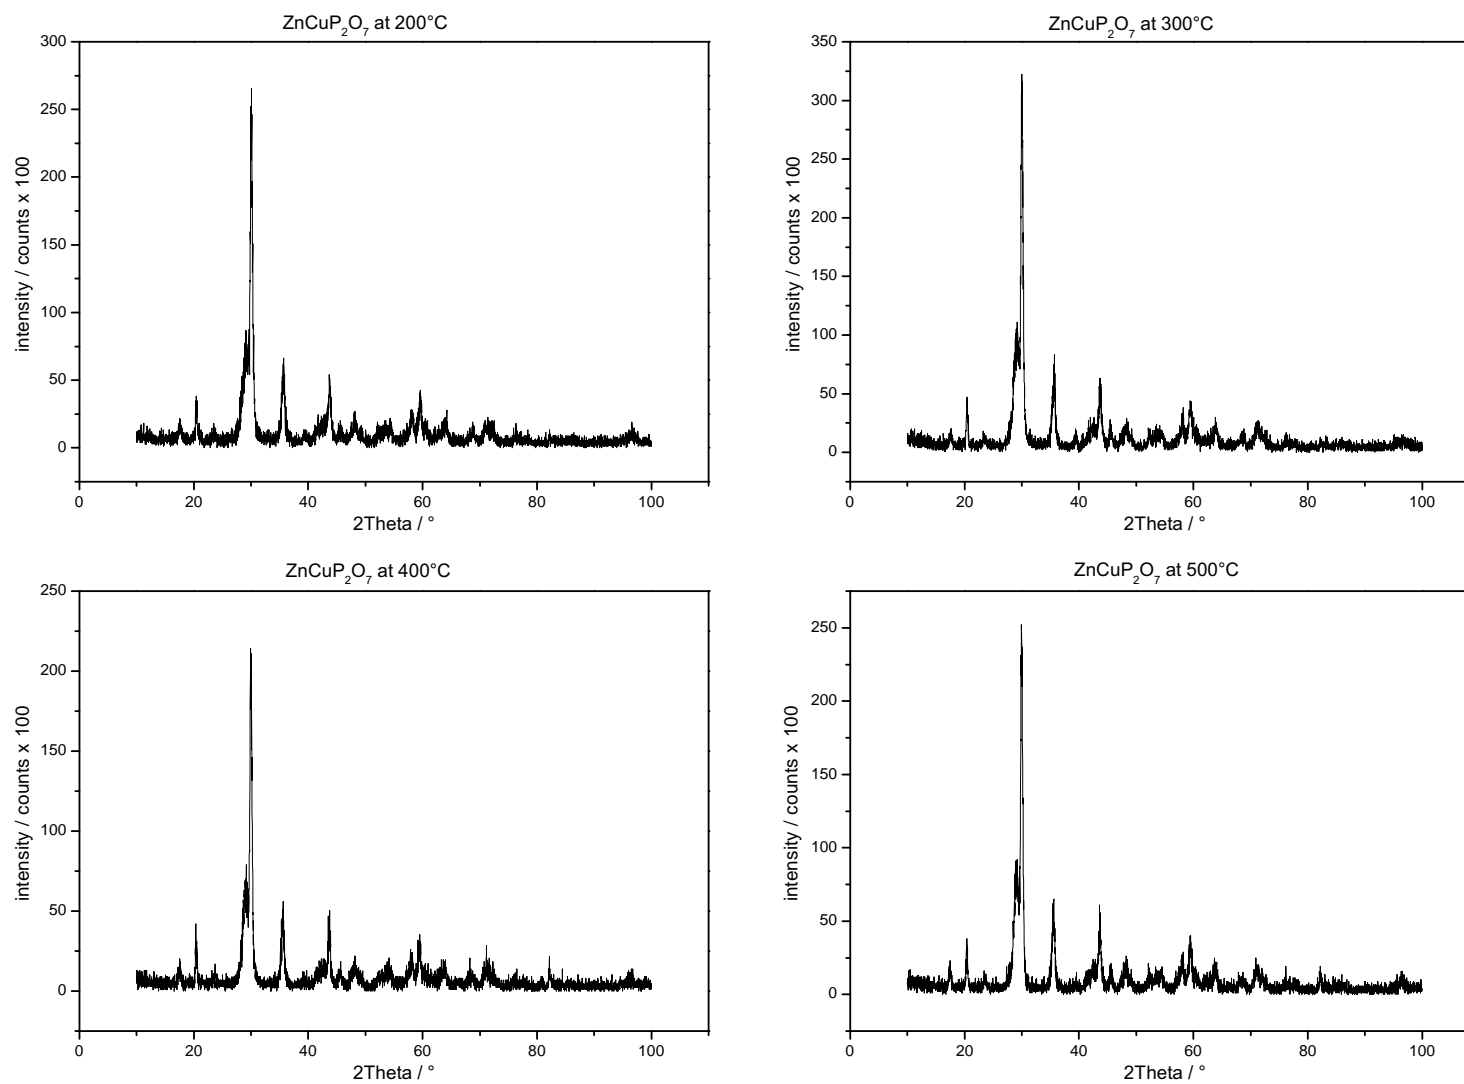 ZnCuP₂O₇ at 200°C
300
250
200
150
100
50
0
intensity / counts x 100
0 20 40 60 80 100
2Theta / °
ZnCuP₂O₇ at 300°C
350
300
250
200
150
100
50
0
intensity / counts x 100
0 20 40 60 80 100
2Theta / °
ZnCuP₂O₇ at 400°C
250
200
150
100
50
0
intensity / counts x 100
0 20 40 60 80 100
2Theta / °
ZnCuP₂O₇ at 500°C
250
200
150
100
50
0
intensity / counts x 100
0 20 40 60 80 100
2Theta / °